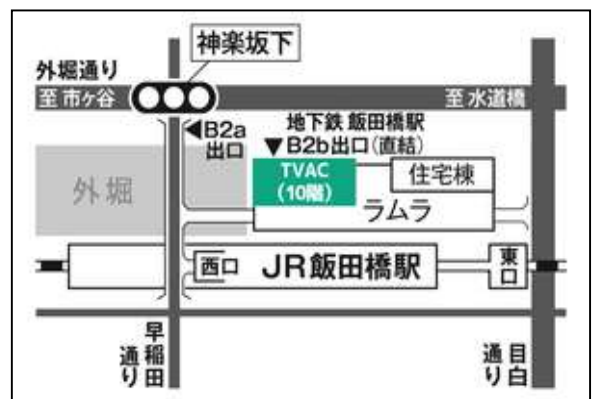 神楽坂下
外堀通り
至 市ケ谷
至 水道橋
◀B2a
出口
地下鉄 飯田橋駅
▼B2b出口(直結)
TVAC
(10階)
住宅棟
外堀
ラムラ
西口
JR飯田橋駅
東口
早稲田通り
目白通り